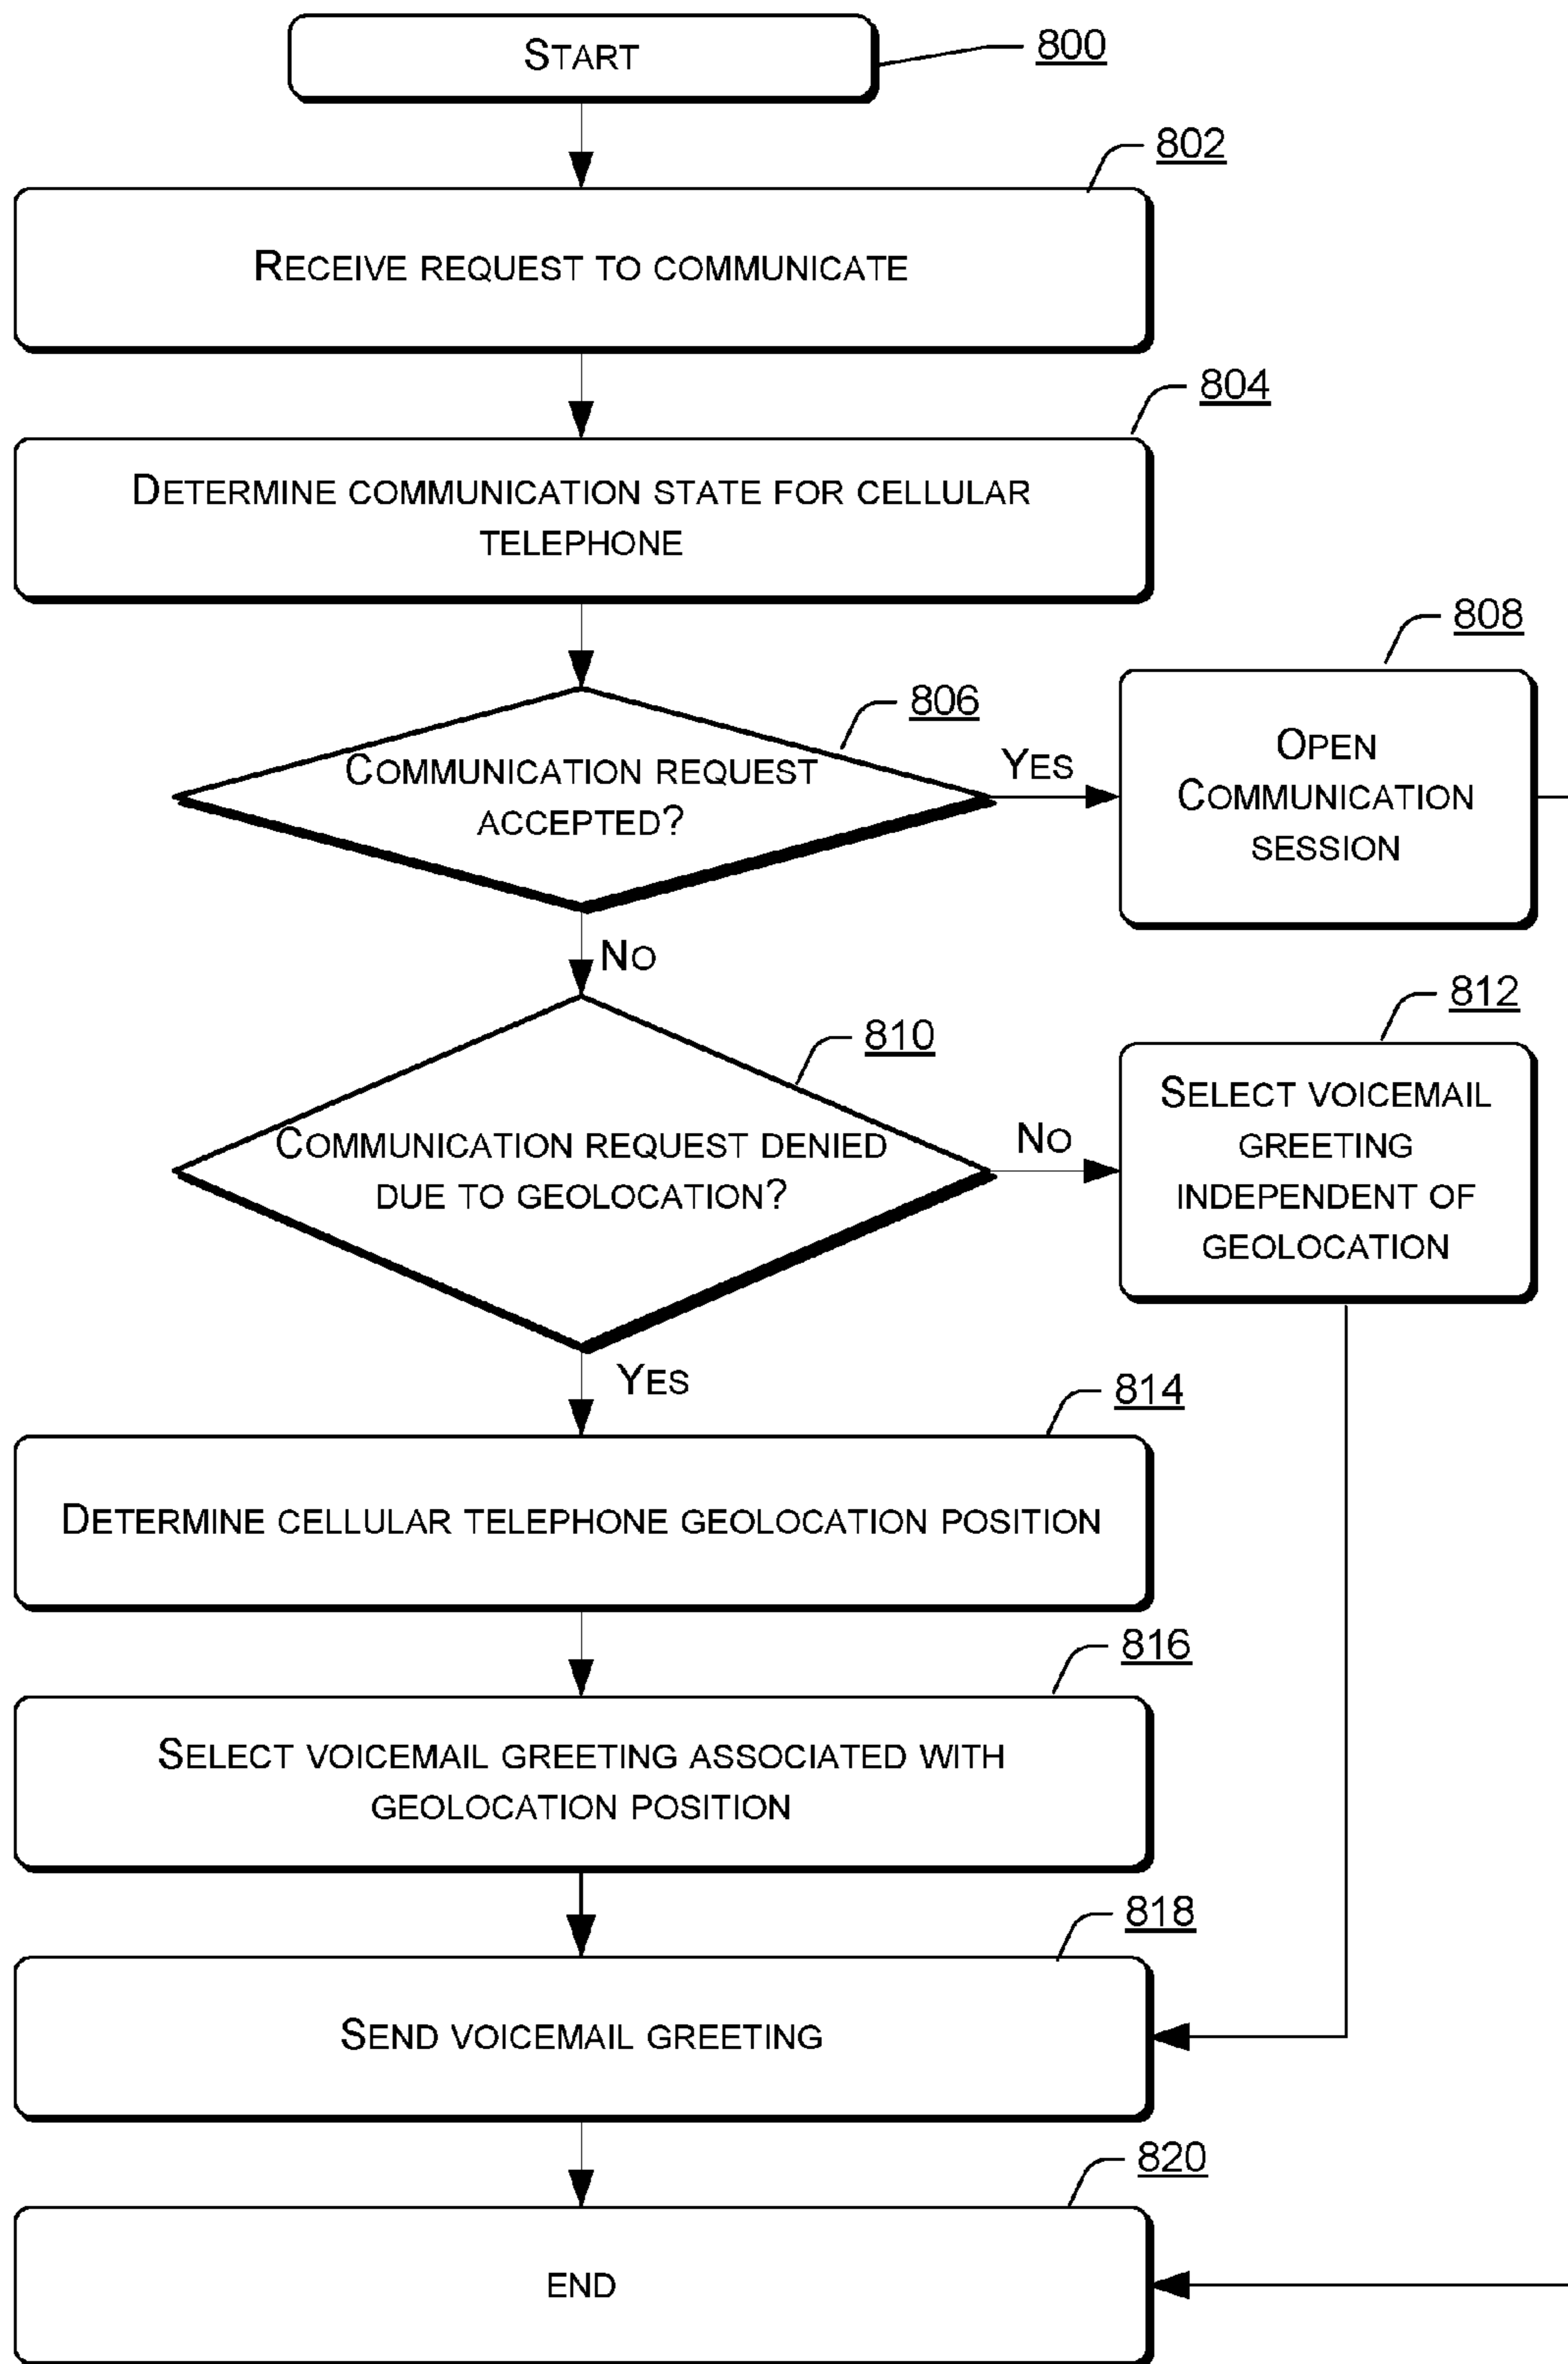 START
800
802
RECEIVE REQUEST TO COMMUNICATE
804
DETERMINE COMMUNICATION STATE FOR CELLULAR
TELEPHONE
806
COMMUNICATION REQUEST
ACCEPTED?
YES
808
OPEN
COMMUNICATION
SESSION
NO
810
COMMUNICATION REQUEST DENIED
DUE TO GEOLOCATION?
NO
812
SELECT VOICEMAIL
GREETING
INDEPENDENT OF
GEOLOCATION
YES
814
DETERMINE CELLULAR TELEPHONE GEOLOCATION POSITION
816
SELECT VOICEMAIL GREETING ASSOCIATED WITH
GEOLOCATION POSITION
818
SEND VOICEMAIL GREETING
820
END